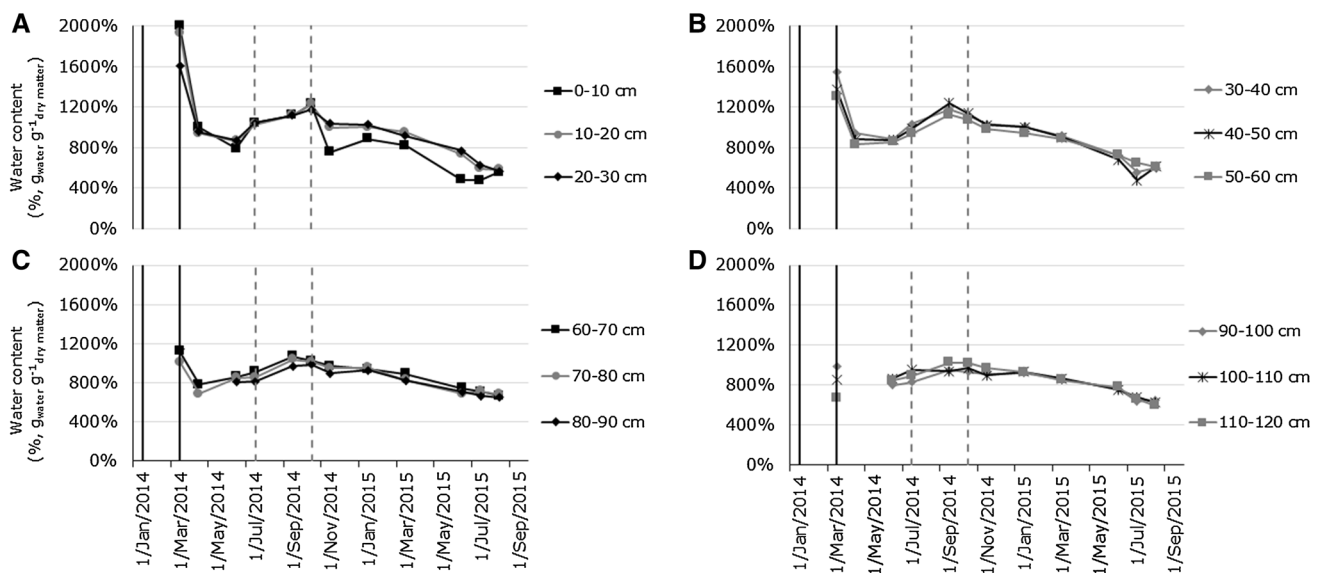 A
Water content
(%, gwater g-1dry matter)
2000%
1600%
1200%
800%
400%
0%
0-10 cm
10-20 cm
20-30 cm
B
2000%
1600%
1200%
800%
400%
0%
30-40 cm
40-50 cm
50-60 cm
C
Water content
(%, gwater g-1dry matter)
2000%
1600%
1200%
800%
400%
0%
60-70 cm
70-80 cm
80-90 cm
1/Jan/2014
1/Mar/2014
1/May/2014
1/Jul/2014
1/Sep/2014
1/Nov/2014
1/Jan/2015
1/Mar/2015
1/May/2015
1/Jul/2015
1/Sep/2015
D
2000%
1600%
1200%
800%
400%
0%
90-100 cm
100-110 cm
110-120 cm
1/Jan/2014
1/Mar/2014
1/May/2014
1/Jul/2014
1/Sep/2014
1/Nov/2014
1/Jan/2015
1/Mar/2015
1/May/2015
1/Jul/2015
1/Sep/2015